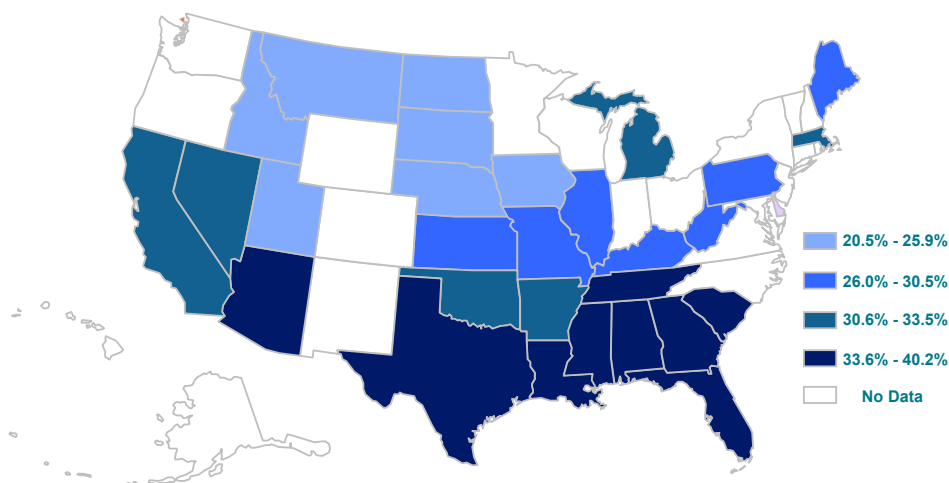 20.5% - 25.9%
26.0% - 30.5%
30.6% - 33.5%
33.6% - 40.2%
No Data